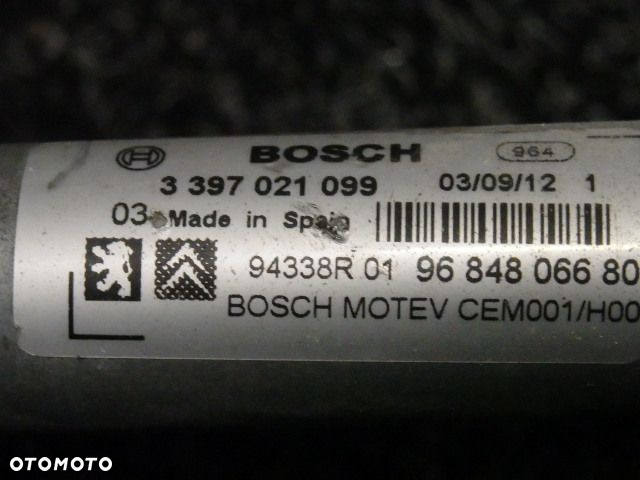 BOSCH 964
3 397 021 099 03/09/12 1
03 Made in Spain
94338R 01 96 848 066 80
BOSCH MOTEV CEM001/H00
OTOMOTO